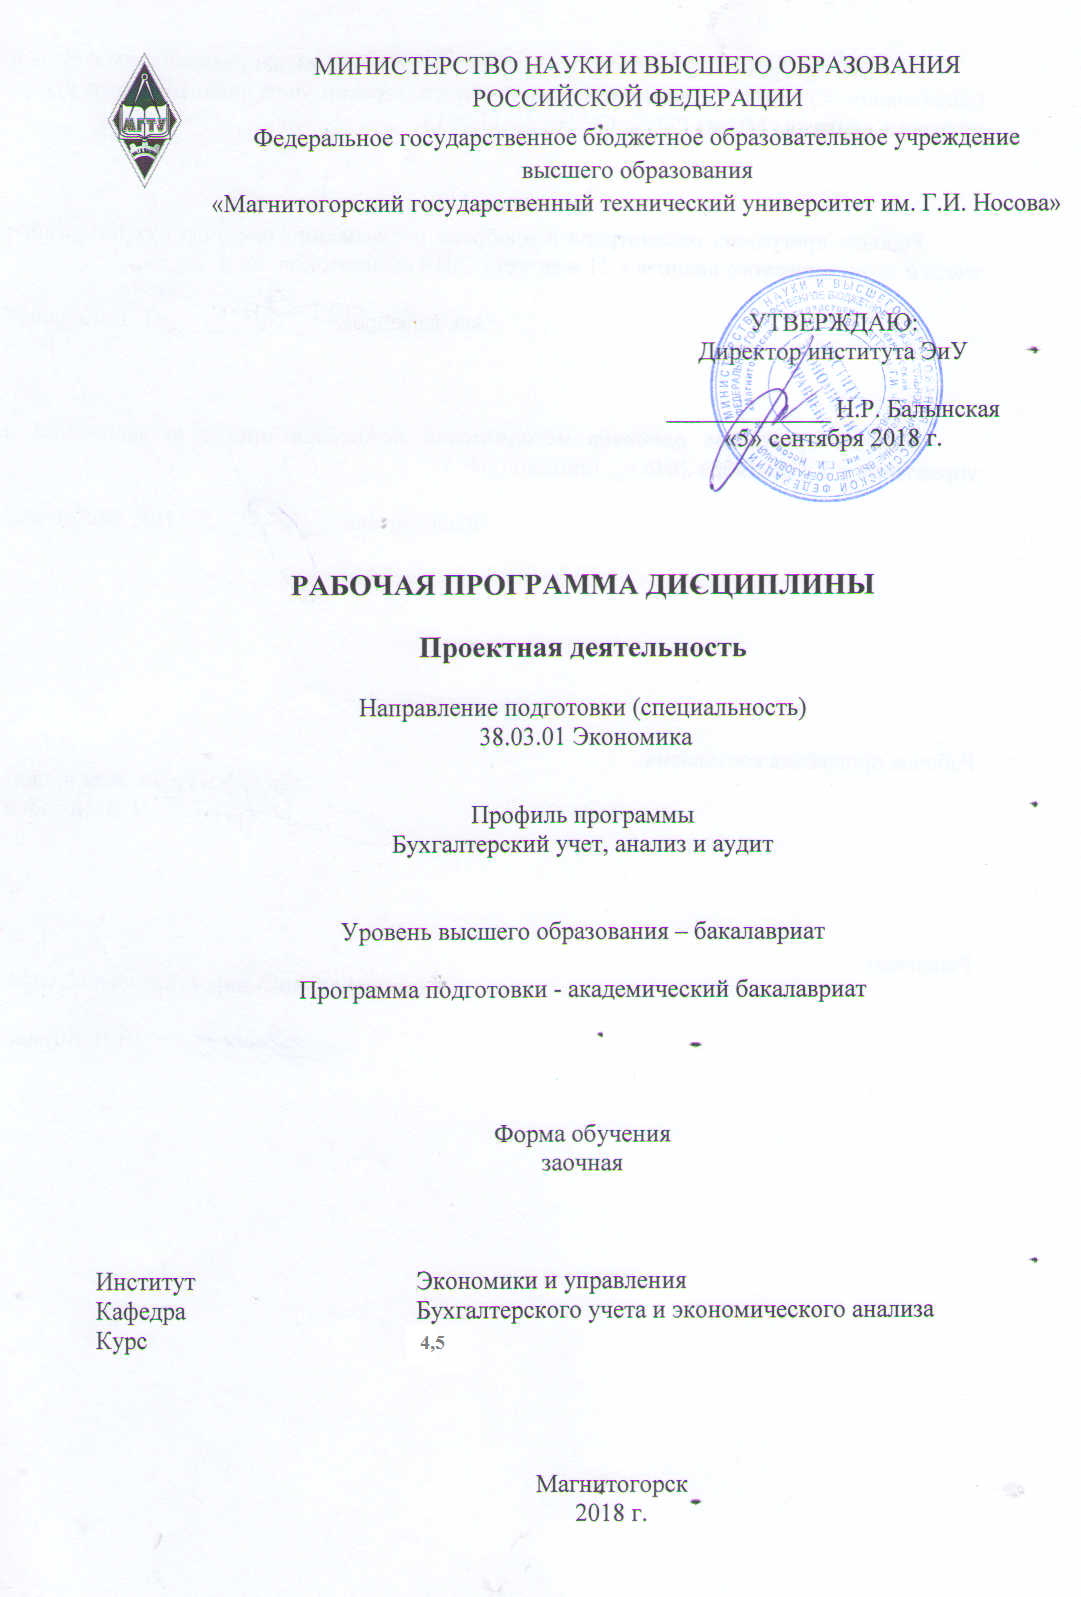 МИНИСТЕРСТВО НАУКИ И ВЫСШЕГО ОБРАЗОВАНИЯ
РОССИЙСКОЙ ФЕДЕРАЦИИ
Федеральное государственное бюджетное образовательное учреждение
высшего образования
«Магнитогорский государственный технический университет им. Г.И. Носова»
МГТУ
УТВЕРЖДАЮ:
Директор института ЭиУ
Н.Р. Балынская
«5» сентября 2018 г.
РАБОЧАЯ ПРОГРАММА ДИСЦИПЛИНЫ
Проектная деятельность
Направление подготовки (специальность)
38.03.01 Экономика
Профиль программы
Бухгалтерский учет, анализ и аудит
Уровень высшего образования – бакалавриат
Программа подготовки - академический бакалавриат
Форма обучения
заочная
Институт Экономики и управления
Кафедра Бухгалтерского учета и экономического анализа
Курс 4,5
Магнитогорск
2018 г.